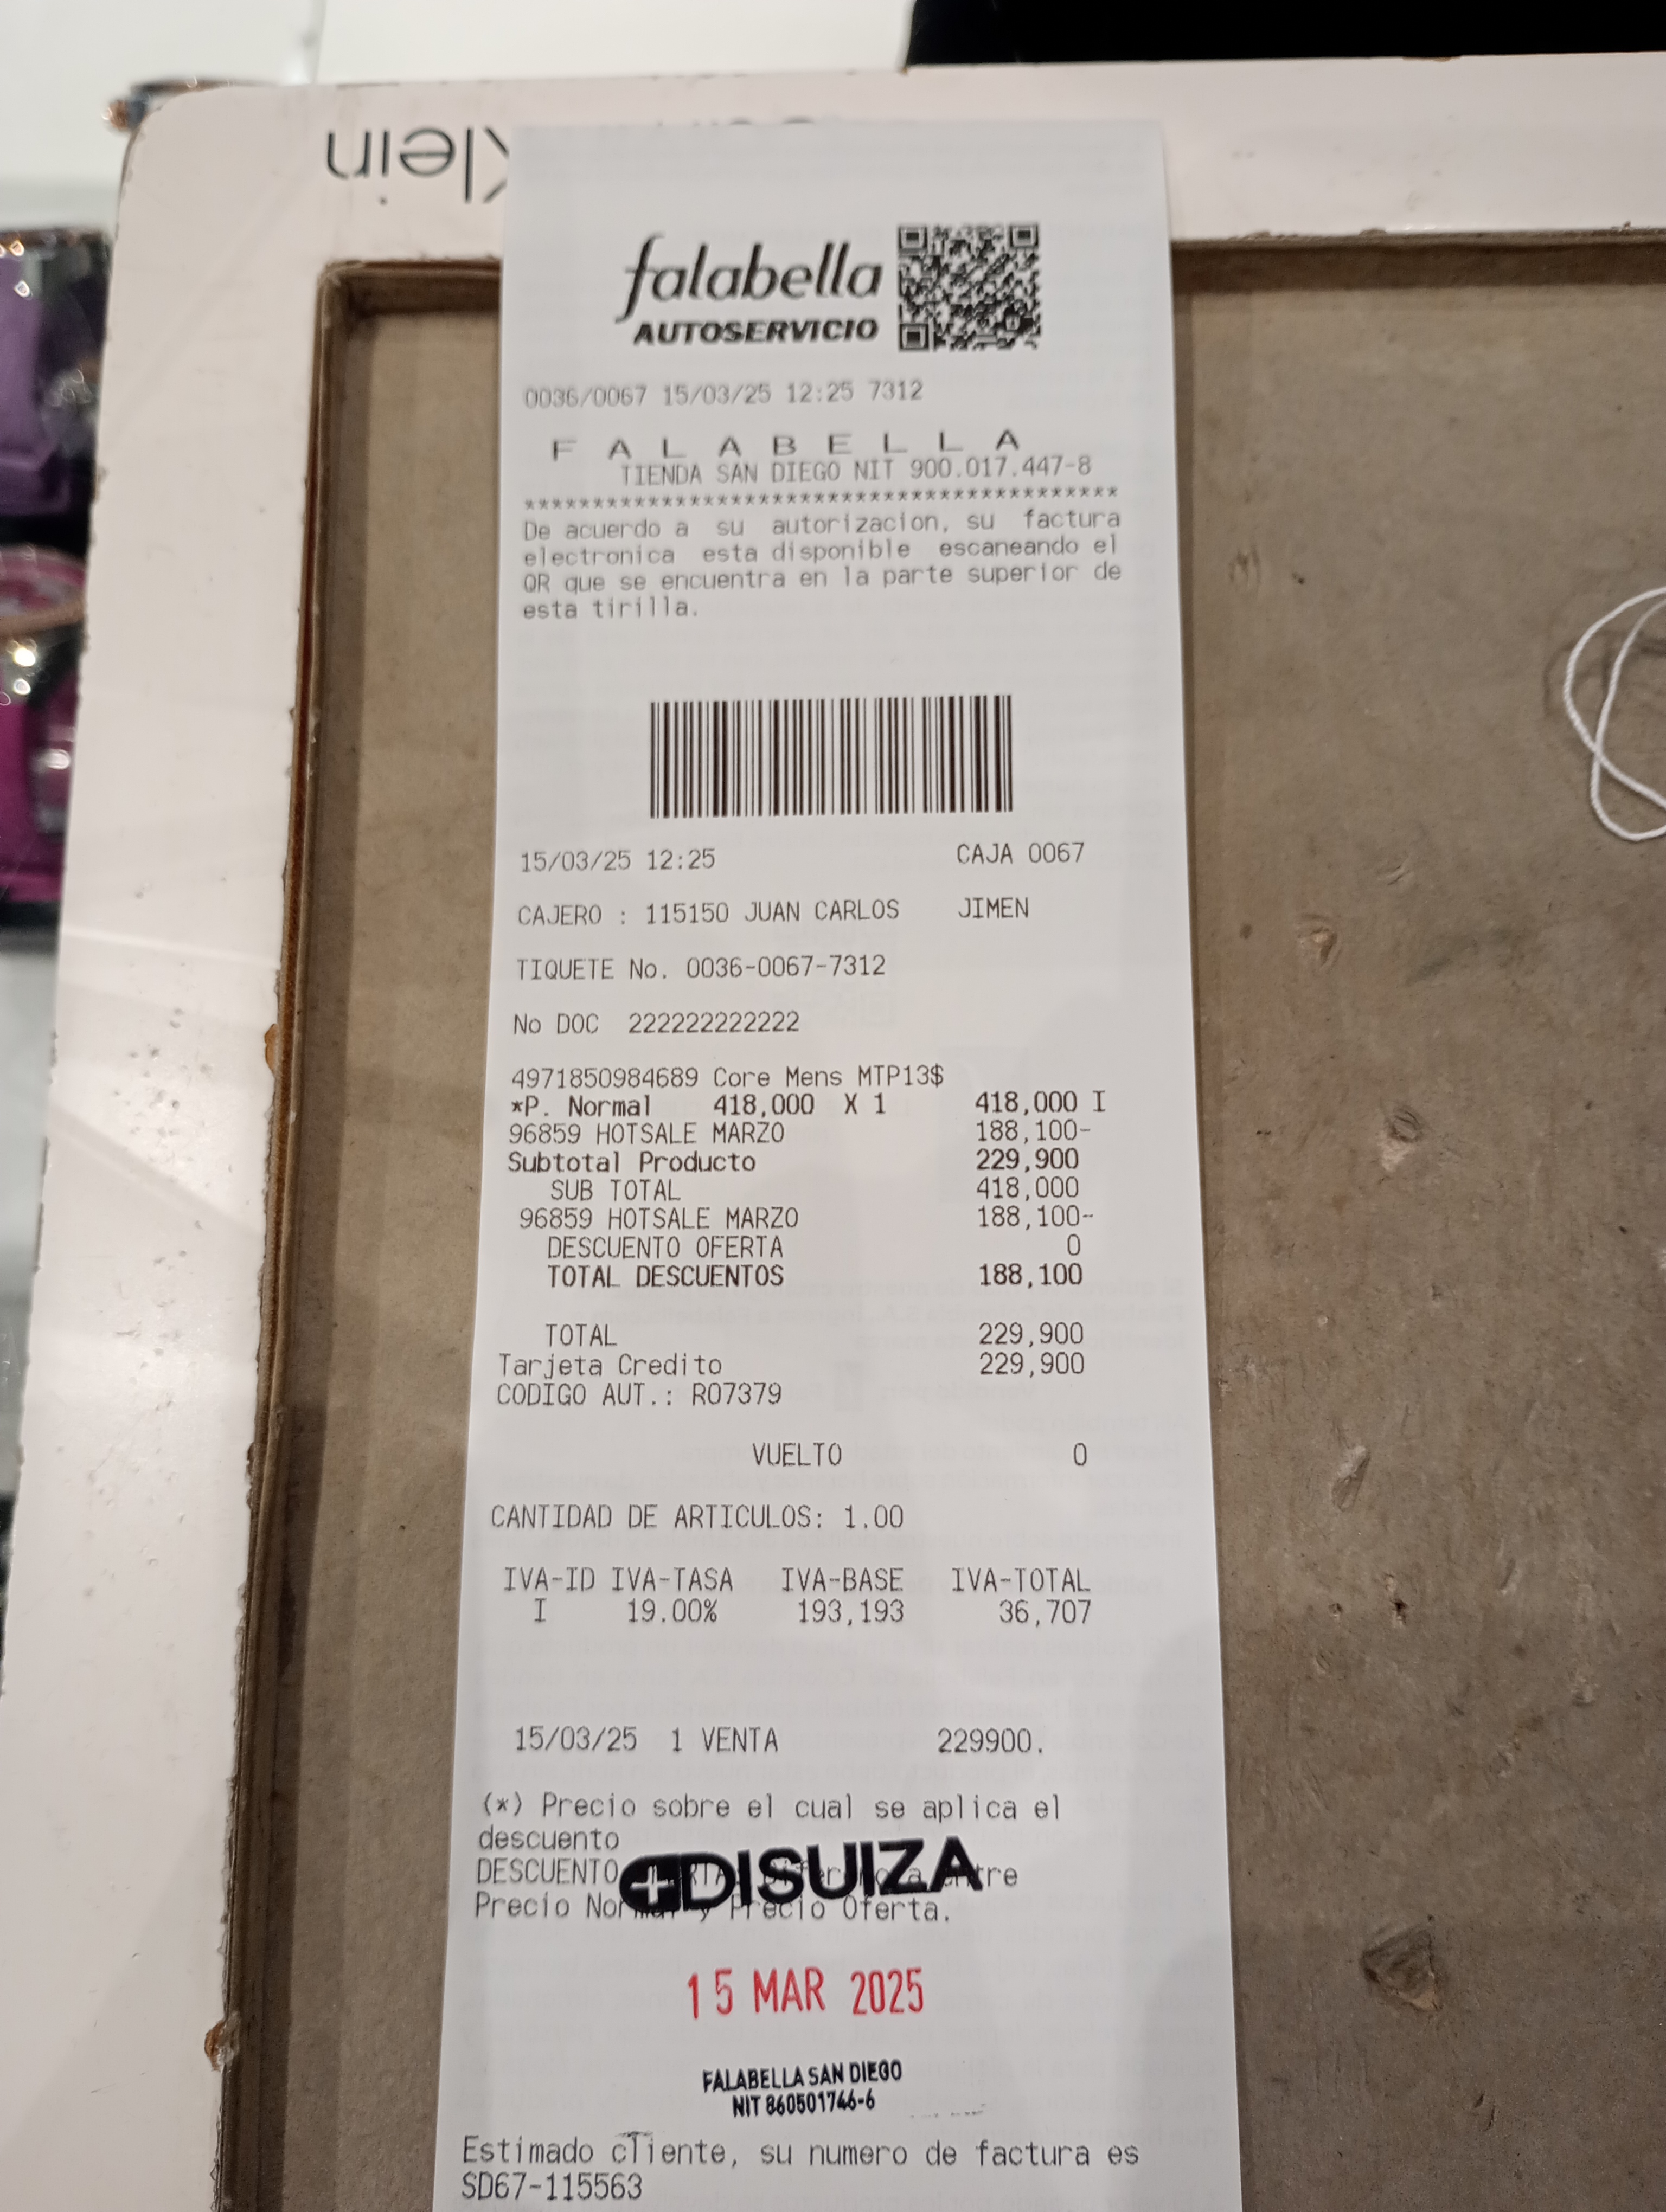 Klein
falabella
AUTOSERVICIO
0036/0067 15/03/25 12:25 7312
F A L A B E L L A
TIENDA SAN DIEGO NIT 900.017.447-8
*******************************************
De acuerdo a su autorizacion, su factura
electronica esta disponible escaneando el
QR que se encuentra en la parte superior de
esta tirilla.
15/03/25 12:25 CAJA 0067
CAJERO : 115150 JUAN CARLOS JIMEN
TIQUETE No. 0036-0067-7312
No DOC 222222222222
4971850984689 Core Mens MTP13$
*P. Normal 418,000 X 1 418,000 I
96859 HOTSALE MARZO 188,100-
Subtotal Producto 229,900
SUB TOTAL 418,000
96859 HOTSALE MARZO 188,100-
DESCUENTO OFERTA 0
TOTAL DESCUENTOS 188,100
TOTAL 229,900
Tarjeta Credito 229,900
CODIGO AUT.: R07379
VUELTO 0
CANTIDAD DE ARTICULOS: 1.00
IVA-ID IVA-TASA IVA-BASE IVA-TOTAL
I 19.00% 193,193 36,707
15/03/25 1 VENTA 229900.
(*) Precio sobre el cual se aplica el
descuento
DESCUENTO
DISUIZA
Precio Normal y Precio Oferta.
15 MAR 2025
FALABELLA SAN DIEGO
NIT 860501746-6
Estimado cliente, su numero de factura es
SD67-115563